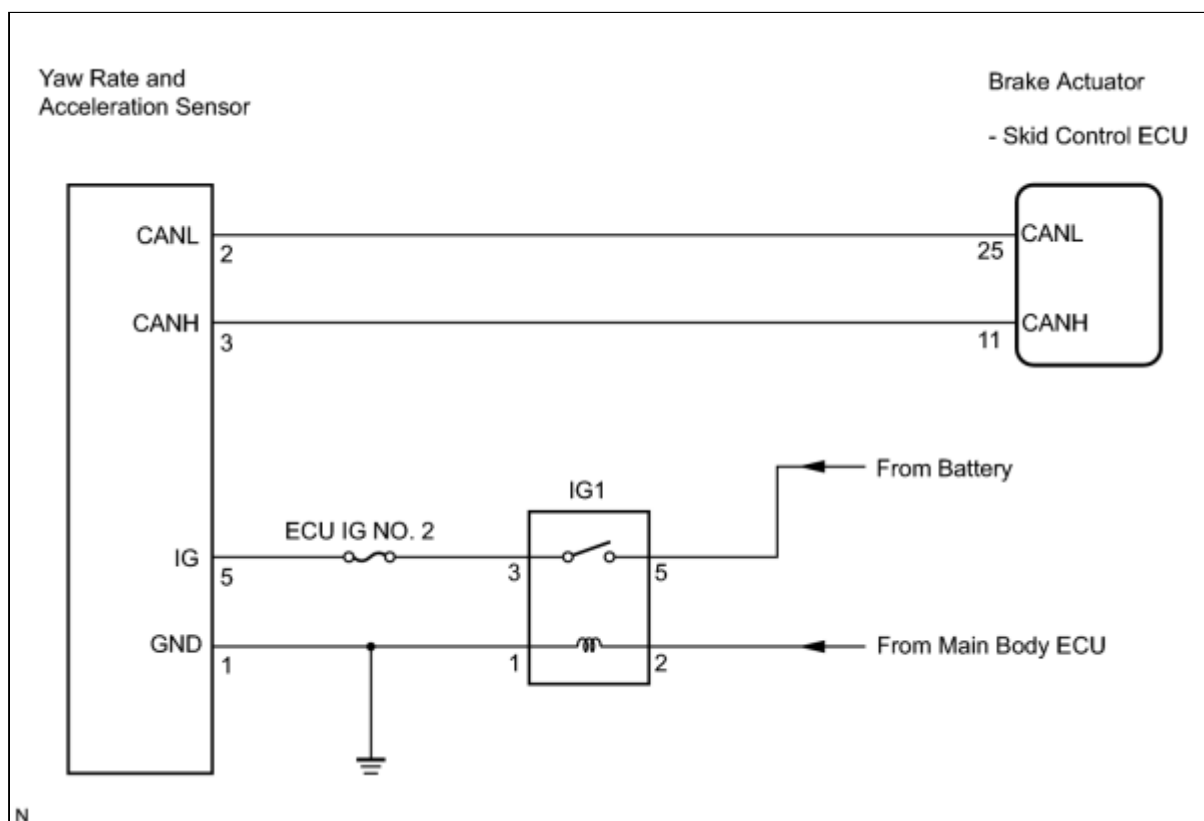 Yaw Rate and
Acceleration Sensor
Brake Actuator
- Skid Control ECU
CANL
2
25
CANL
CANH
3
11
CANH
From Battery
IG1
ECU IG NO. 2
IG
5
3
5
GND
1
1
2
From Main Body ECU
N